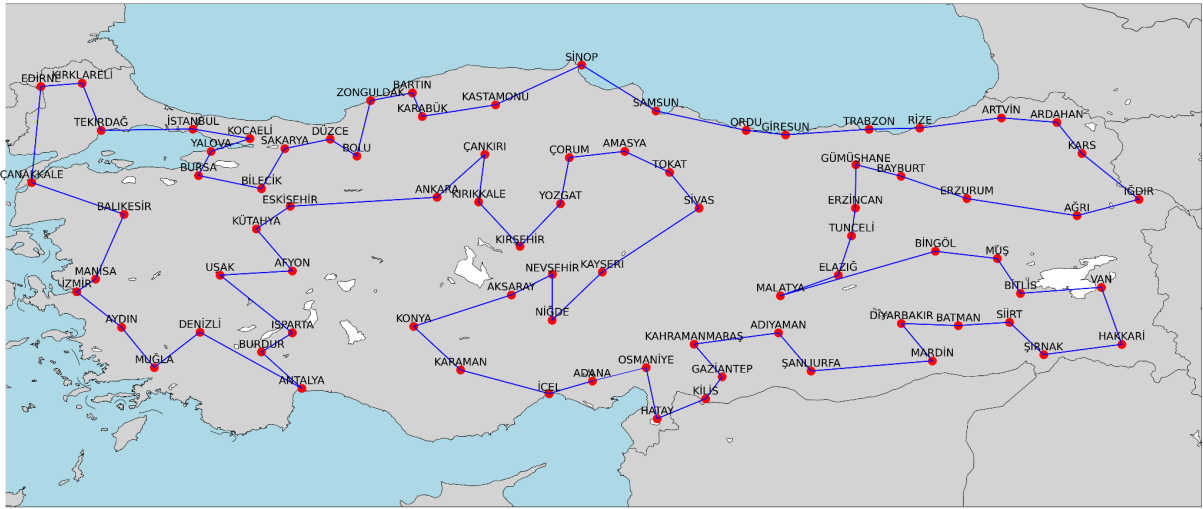 SİNOP
EDİRNE
KIRKLARELİ
BARTIN
ZONGULDAK
KASTAMONU
KARABÜK
SAMSUN
ARTVİN
ARDAHAN
TEKIRDAĞ
İSTANBUL
KOCAELİ
DÜZCE
ORDU
GİRESUN
TRABZON
RİZE
YALOVA
SAKARYA
BOLU
ÇANKIRI
ÇORUM
AMASYA
KARS
TOKAT
GÜMÜŞHANE
BAYBURT
ÇANAKKALE
BURSA
BİLECİK
ANKARA
ERZURUM
IĞDIR
ESKİŞEHİR
KIRIKKALE
YOZGAT
SİVAS
ERZİNCAN
AĞRI
BALIKESİR
KÜTAHYA
TUNCELİ
KIRŞEHİR
BİNGÖL
MUŞ
MANİSA
UŞAK
AFYON
NEVŞEHİR
KAYSERİ
ELAZIĞ
İZMİR
AKSARAY
MALATYA
BİTLİS
VAN
AYDIN
DENİZLİ
ISPARTA
KONYA
NİĞDE
DİYARBAKIR
BATMAN
SİİRT
BURDUR
KAHRAMANMARAŞ
ADIYAMAN
HAKKARİ
MUĞLA
KARAMAN
OSMANİYE
ŞANLIURFA
MARDİN
ŞIRNAK
ANTALYA
İÇEL
ADANA
GAZİANTEP
KİLİS
HATAY